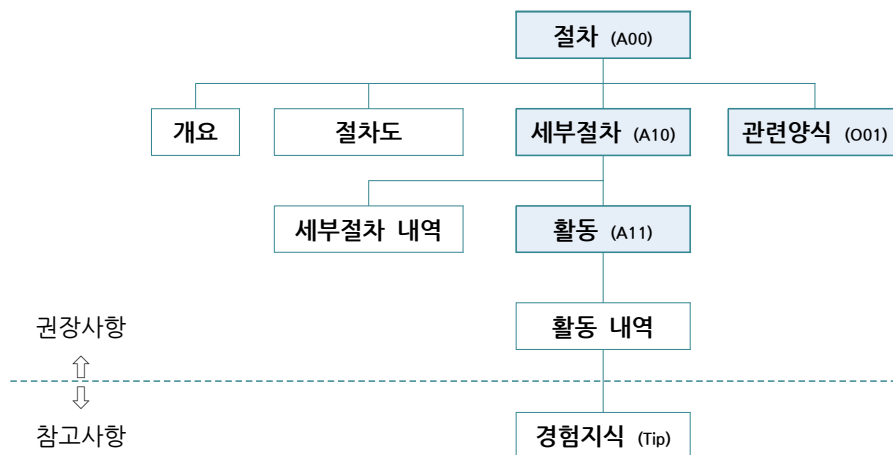 절차 (A00)
개요
절차도
세부절차 (A10)
관련양식 (O01)
세부절차 내역
활동 (A11)
활동 내역
권장사항
참고사항
경험지식 (Tip)